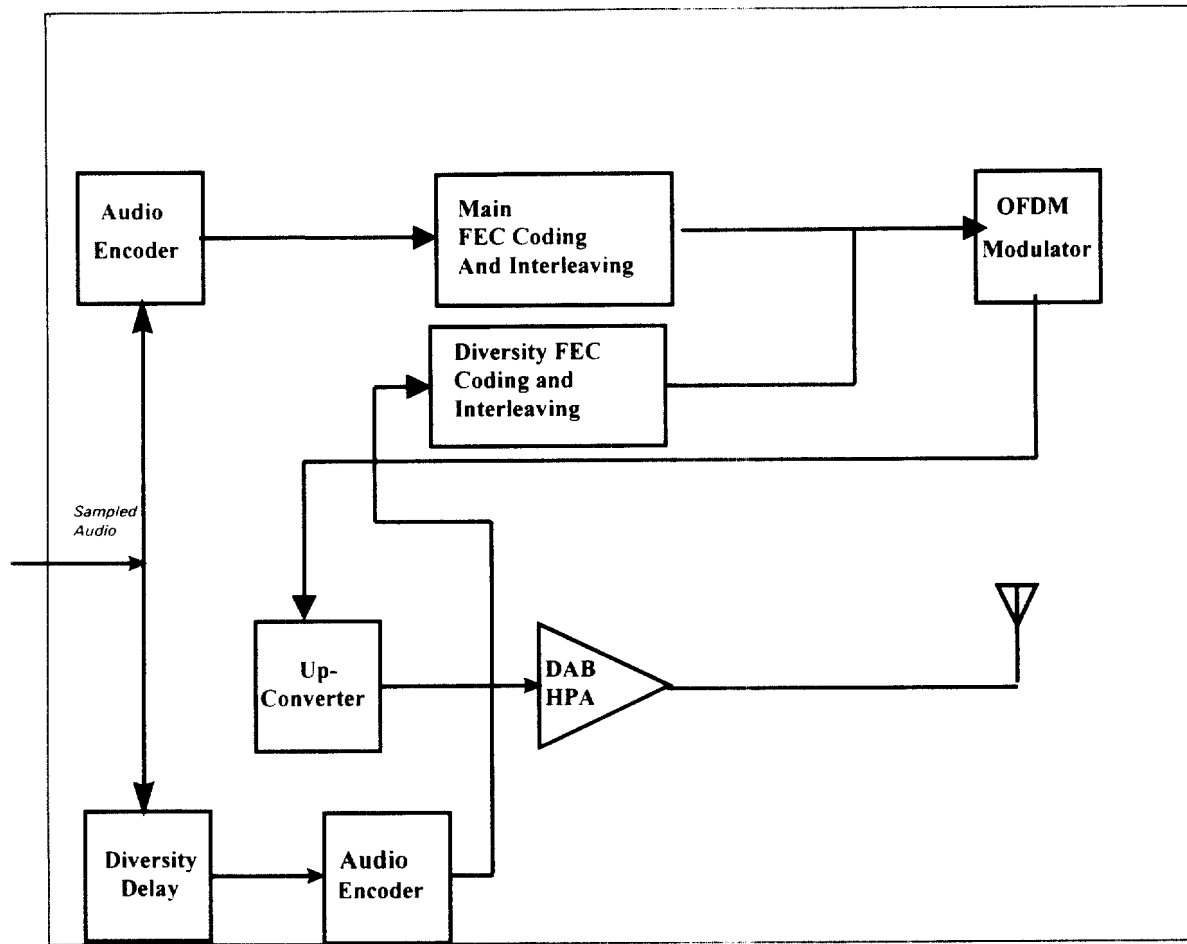 Audio
Encoder
Main
FEC Coding
And Interleaving
OFDM
Modulator
Diversity FEC
Coding and
Interleaving
Sampled
Audio
Up-
Converter
DAB
HPA
Diversity
Delay
Audio
Encoder